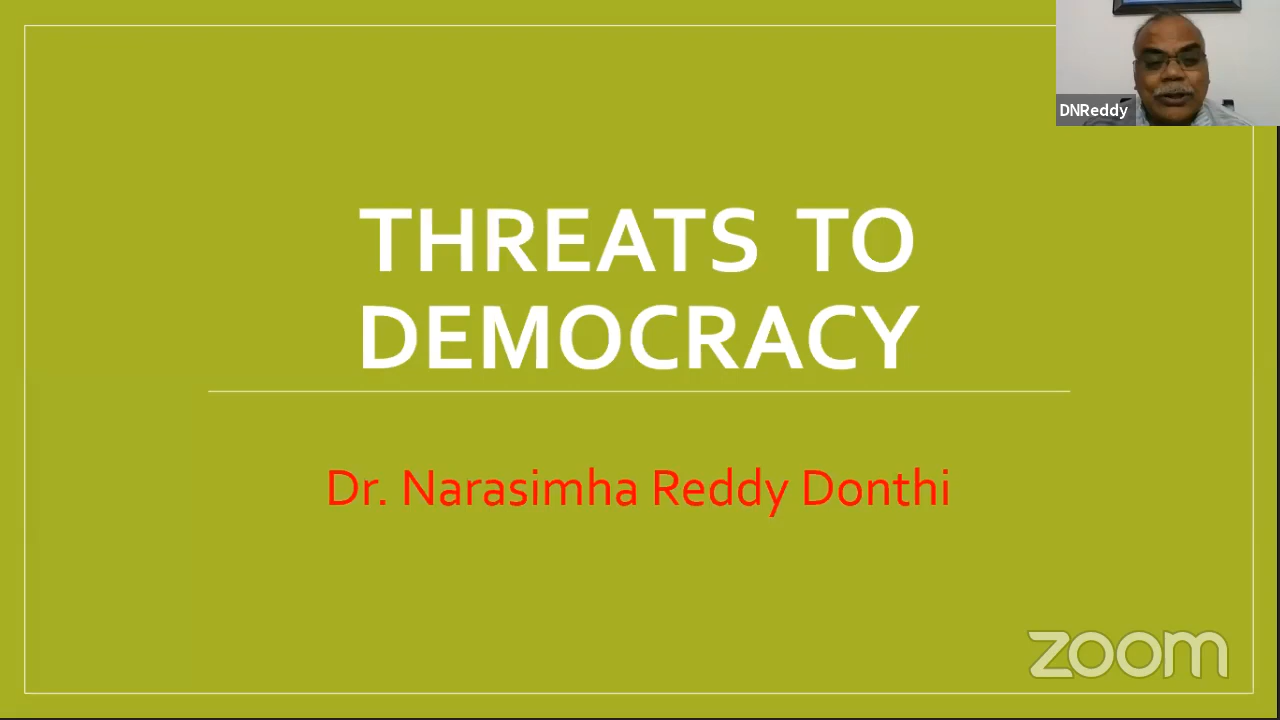 DNReddy
THREATS TO
DEMOCRACY
Dr. Narasimha Reddy Donthi
zoom